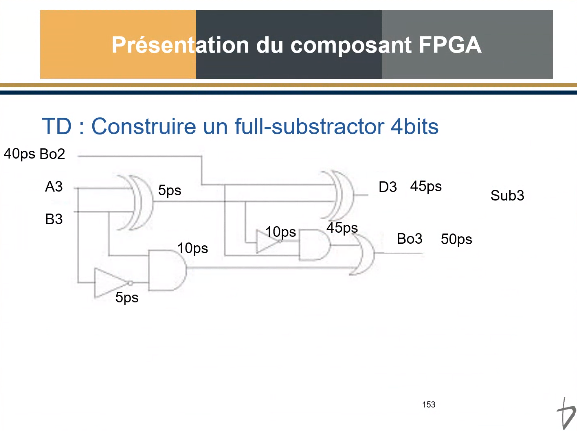 Présentation du composant FPGA
TD : Construire un full-substractor 4bits
40ps Bo2
A3
5ps
D3 45ps
Sub3
B3
10ps
10ps
45ps
Bo3 50ps
5ps
153